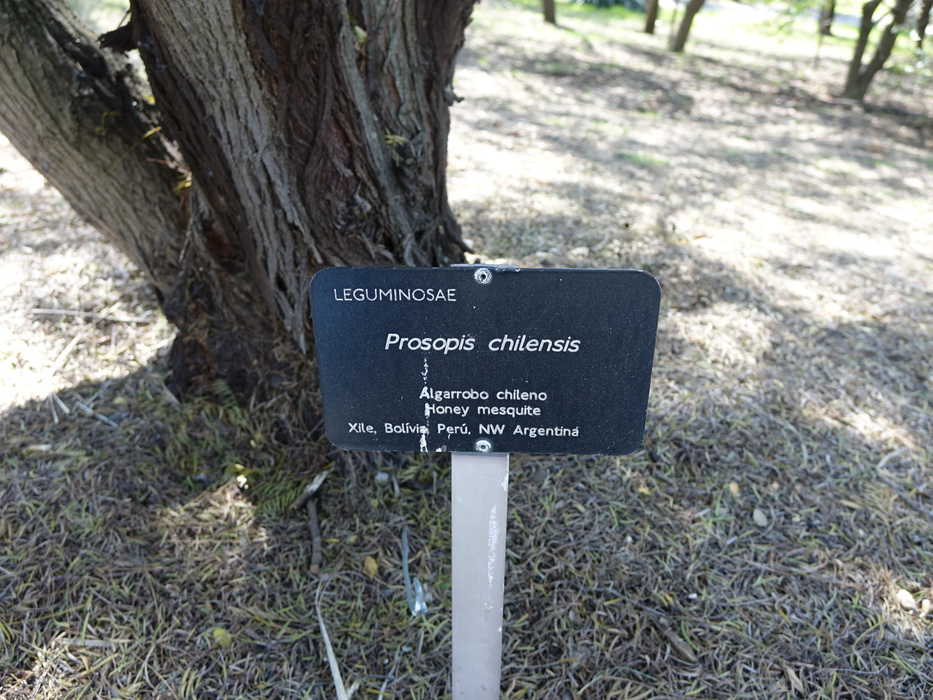 LEGUMINOSAE
Prosopis chilensis
Algarrobo chileno
Honey mesquite
Xile, Bolívia, Perú, NW Argentina